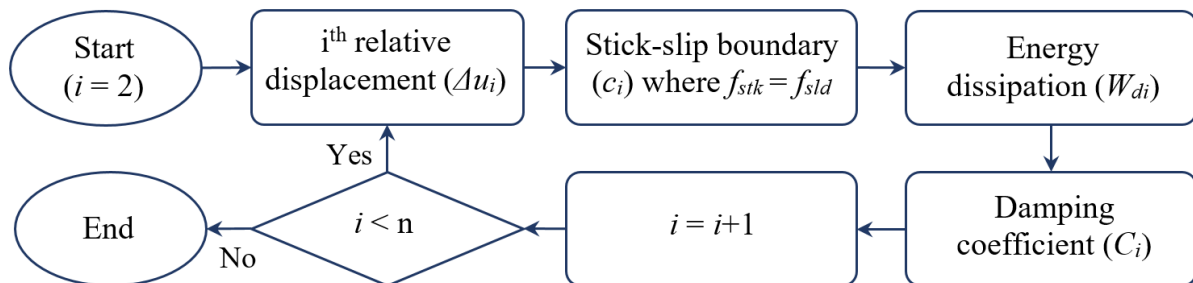 Start
(i = 2)
iᵗʰ relative
displacement (Δuᵢ)
Stick-slip boundary
(cᵢ) where fₛₜₖ = fₛₗd
Energy
dissipation (W_di)
Damping
coefficient (Cᵢ)
i = i+1
i < n
Yes
No
End